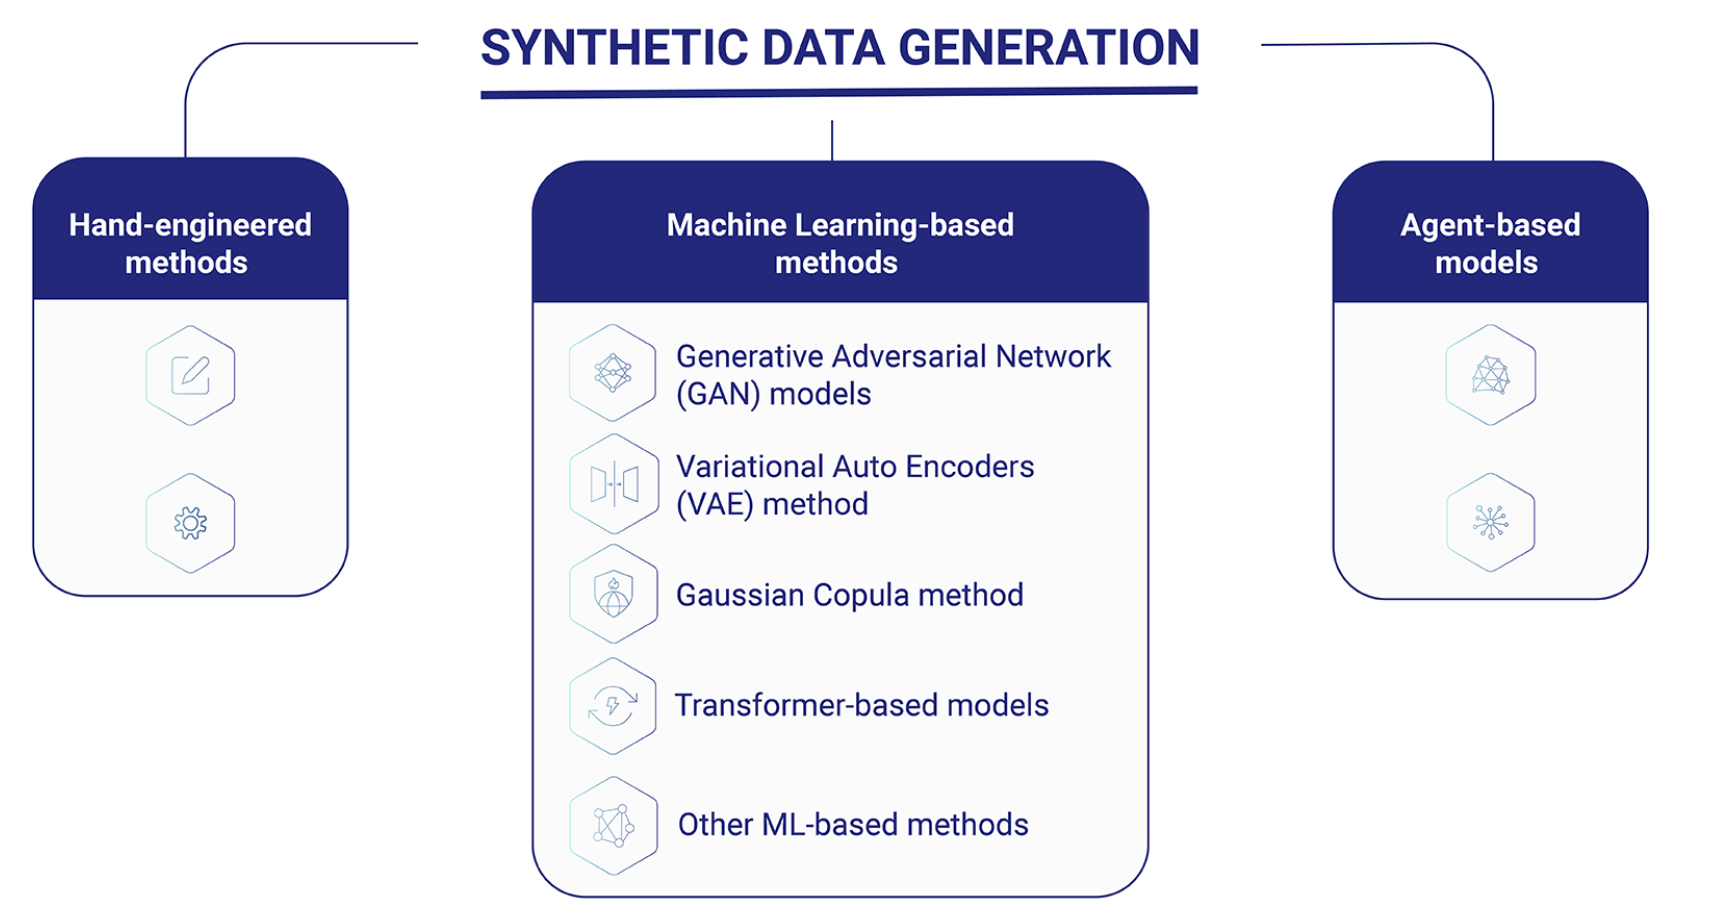 SYNTHETIC DATA GENERATION
Hand-engineered
methods
Machine Learning-based
methods
Generative Adversarial Network
(GAN) models
Variational Auto Encoders
(VAE) method
Gaussian Copula method
Transformer-based models
Other ML-based methods
Agent-based
models